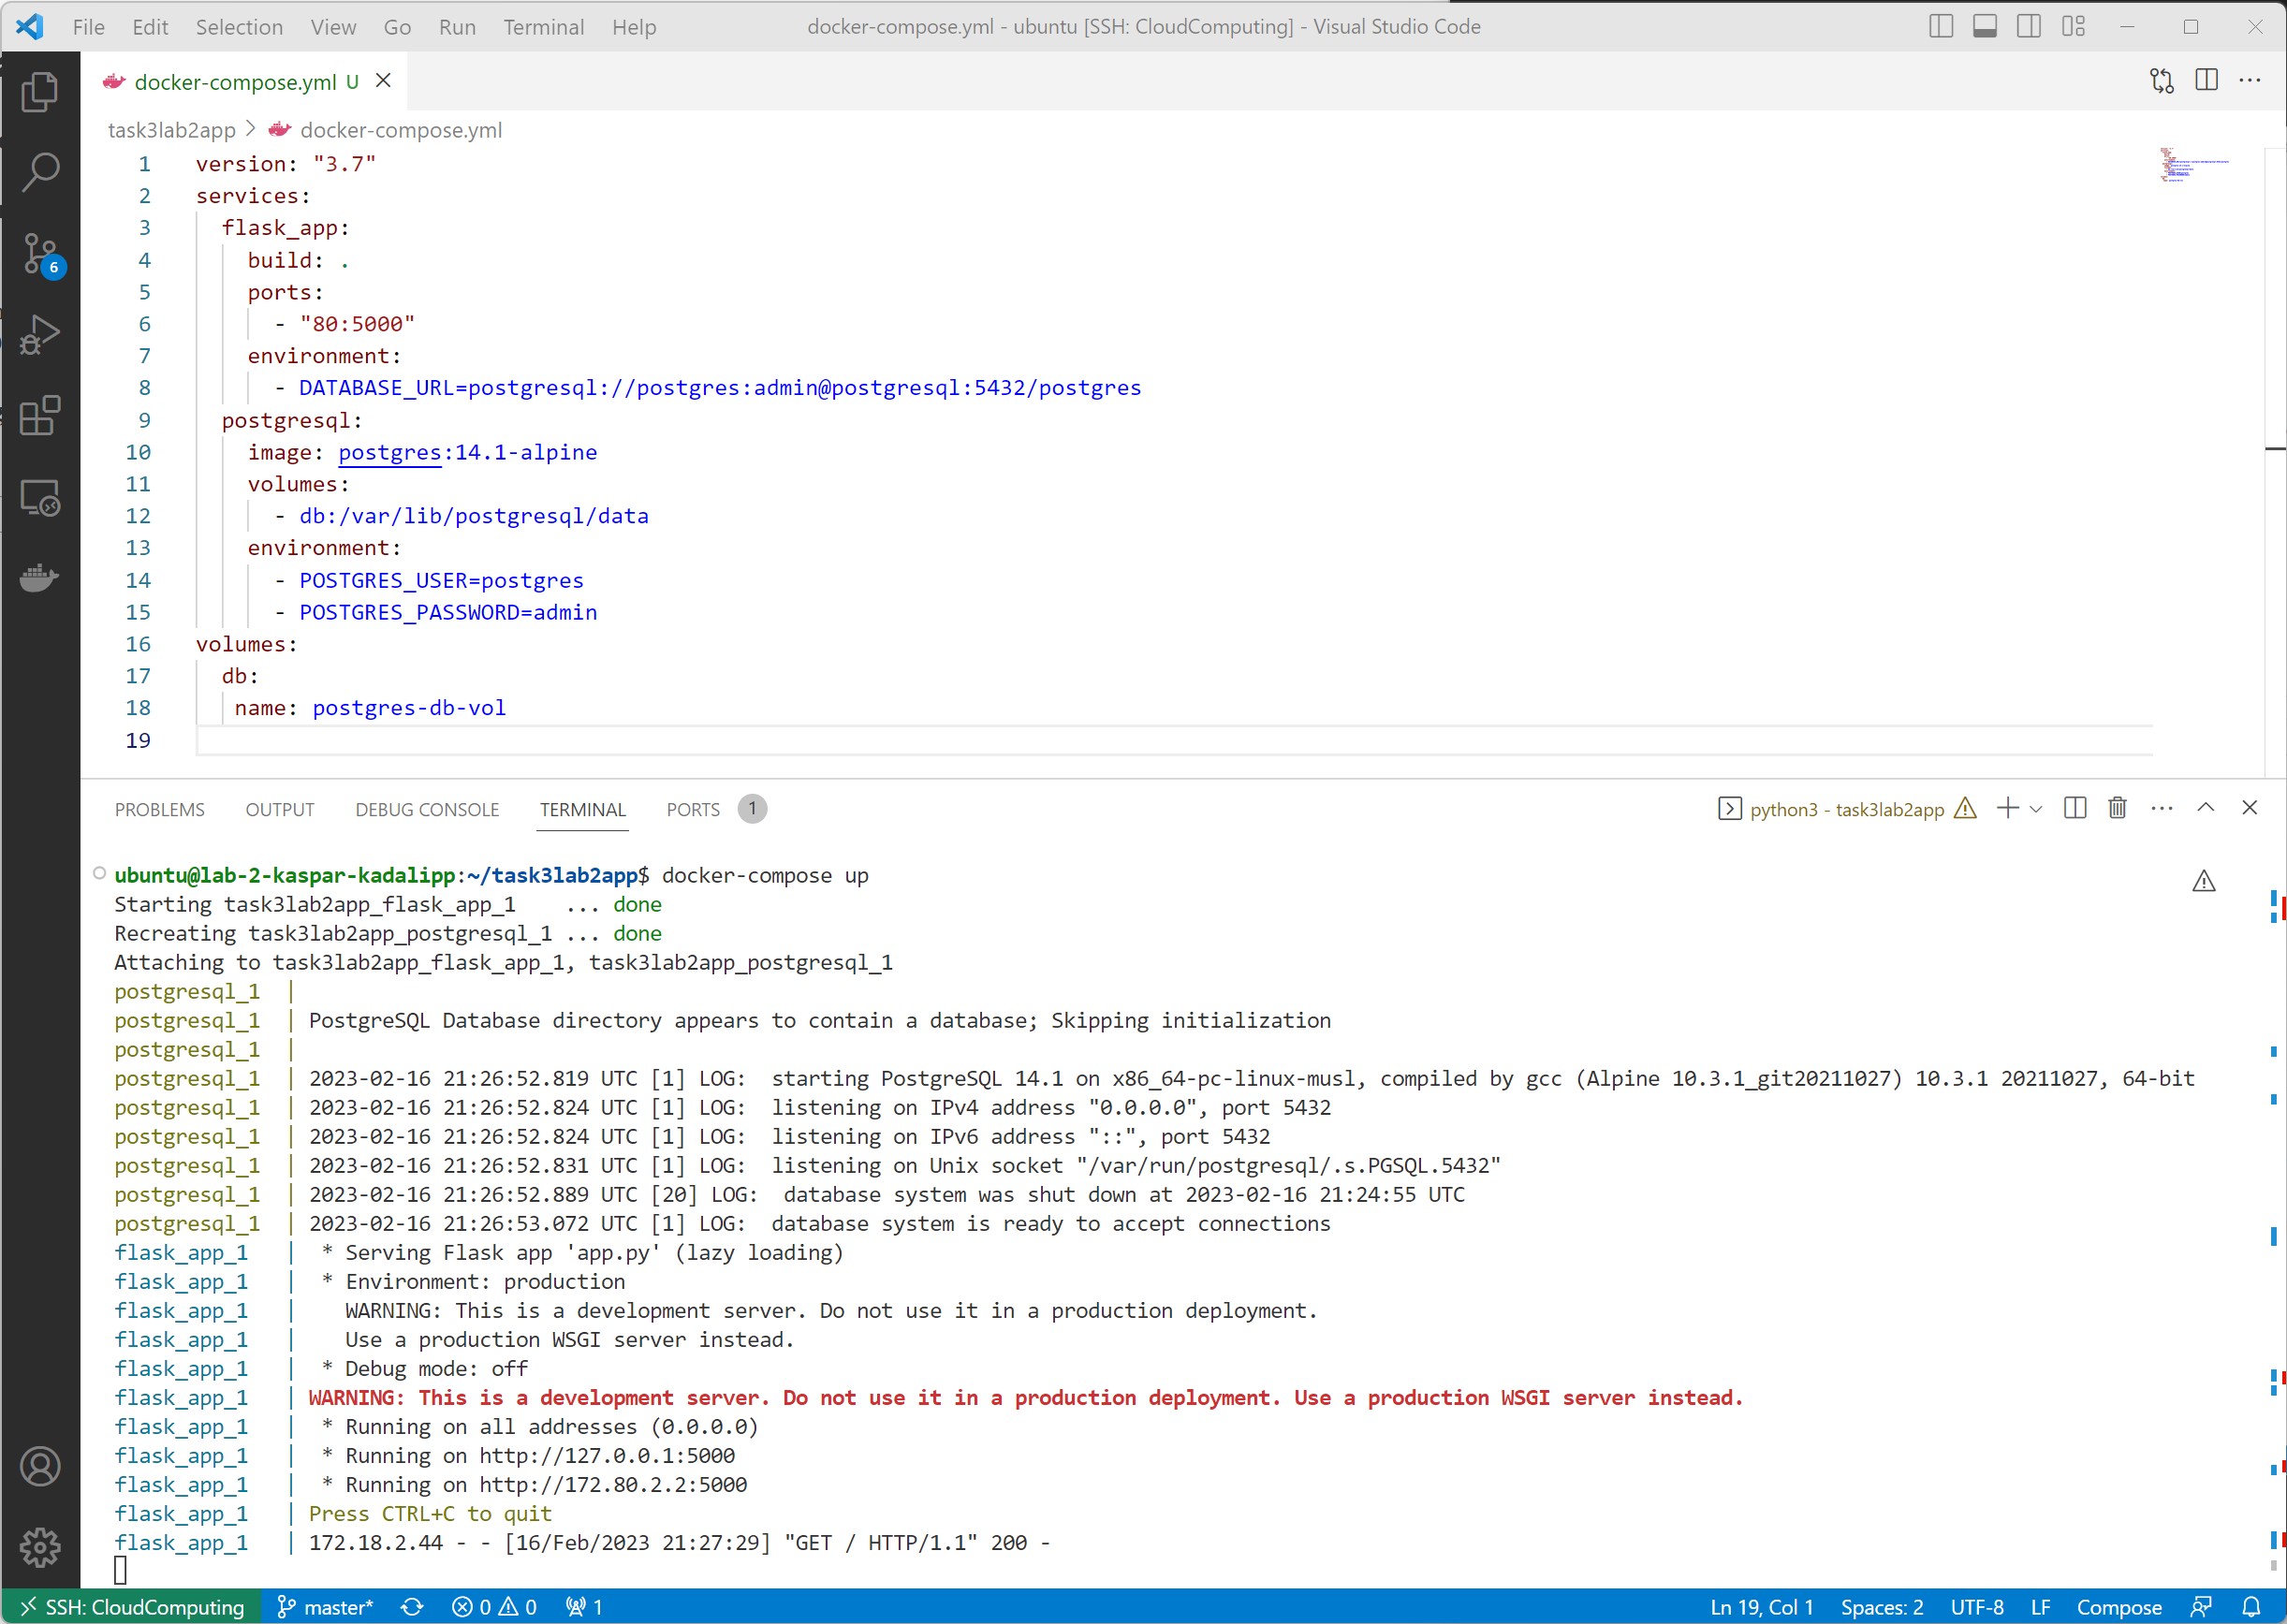 File Edit Selection View Go Run Terminal Help docker-compose.yml - ubuntu [SSH: CloudComputing] - Visual Studio Code
docker-compose.yml U
task3lab2app > docker-compose.yml
1 version: "3.7"
2 services:
3   flask_app:
4     build: .
5     ports:
6       - "80:5000"
7     environment:
8       - DATABASE_URL=postgresql://postgres:admin@postgresql:5432/postgres
9   postgresql:
10     image: postgres:14.1-alpine
11     volumes:
12       - db:/var/lib/postgresql/data
13     environment:
14       - POSTGRES_USER=postgres
15       - POSTGRES_PASSWORD=admin
16 volumes:
17   db:
18    name: postgres-db-vol
19
6
PROBLEMS OUTPUT DEBUG CONSOLE TERMINAL PORTS 1 python3 - task3lab2app
ubuntu@lab-2-kaspar-kadalipp:~/task3lab2app$ docker-compose up
Starting task3lab2app_flask_app_1    ... done
Recreating task3lab2app_postgresql_1 ... done
Attaching to task3lab2app_flask_app_1, task3lab2app_postgresql_1
postgresql_1  |
postgresql_1  | PostgreSQL Database directory appears to contain a database; Skipping initialization
postgresql_1  |
postgresql_1  | 2023-02-16 21:26:52.819 UTC [1] LOG:  starting PostgreSQL 14.1 on x86_64-pc-linux-musl, compiled by gcc (Alpine 10.3.1_git20211027) 10.3.1 20211027, 64-bit
postgresql_1  | 2023-02-16 21:26:52.824 UTC [1] LOG:  listening on IPv4 address "0.0.0.0", port 5432
postgresql_1  | 2023-02-16 21:26:52.824 UTC [1] LOG:  listening on IPv6 address "::", port 5432
postgresql_1  | 2023-02-16 21:26:52.831 UTC [1] LOG:  listening on Unix socket "/var/run/postgresql/.s.PGSQL.5432"
postgresql_1  | 2023-02-16 21:26:52.889 UTC [20] LOG:  database system was shut down at 2023-02-16 21:24:55 UTC
postgresql_1  | 2023-02-16 21:26:53.072 UTC [1] LOG:  database system is ready to accept connections
flask_app_1   |  * Serving Flask app 'app.py' (lazy loading)
flask_app_1   |  * Environment: production
flask_app_1   |    WARNING: This is a development server. Do not use it in a production deployment.
flask_app_1   |    Use a production WSGI server instead.
flask_app_1   |  * Debug mode: off
flask_app_1   | WARNING: This is a development server. Do not use it in a production deployment. Use a production WSGI server instead.
flask_app_1   |  * Running on all addresses (0.0.0.0)
flask_app_1   |  * Running on http://127.0.0.1:5000
flask_app_1   |  * Running on http://172.80.2.2:5000
flask_app_1   | Press CTRL+C to quit
flask_app_1   | 172.18.2.44 - - [16/Feb/2023 21:27:29] "GET / HTTP/1.1" 200 -
SSH: CloudComputing master* 0 0 1 Ln 19, Col 1 Spaces: 2 UTF-8 LF Compose